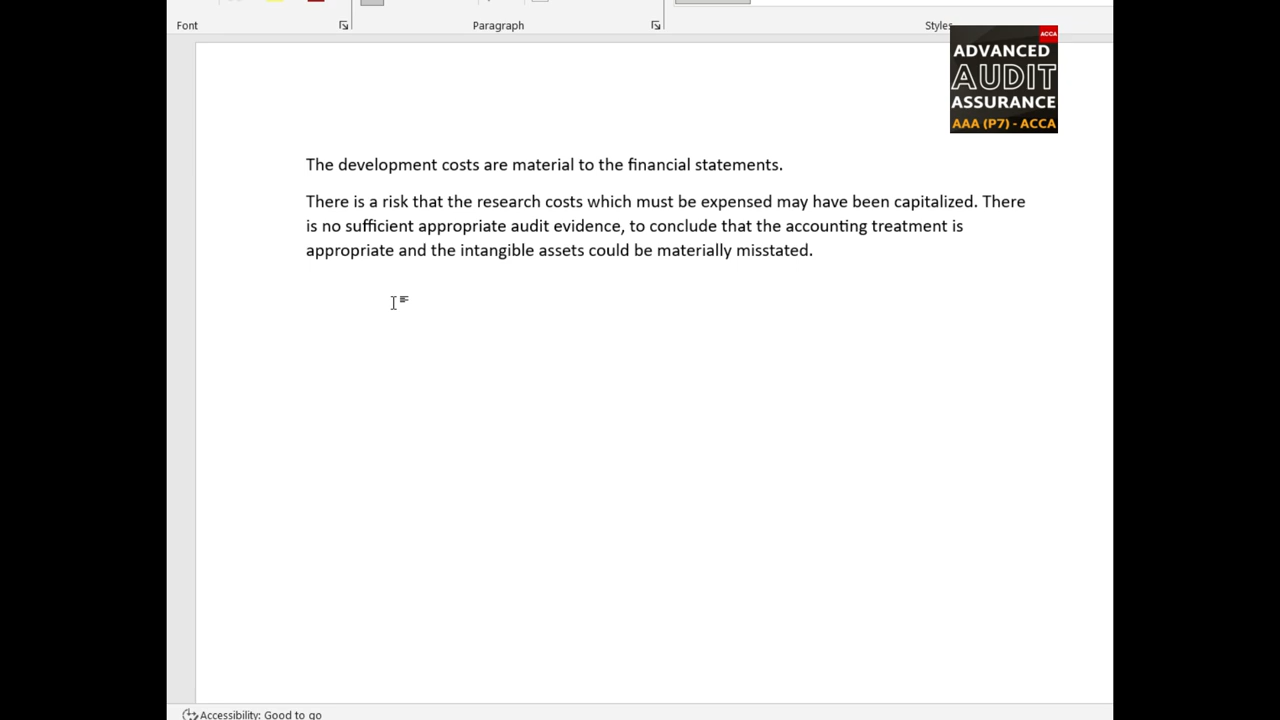 Font
Paragraph
Styles
ACCA
ADVANCED
AUDIT
ASSURANCE
AAA (P7) - ACCA
The development costs are material to the financial statements.
There is a risk that the research costs which must be expensed may have been capitalized. There
is no sufficient appropriate audit evidence, to conclude that the accounting treatment is
appropriate and the intangible assets could be materially misstated.
Accessibility: Good to go